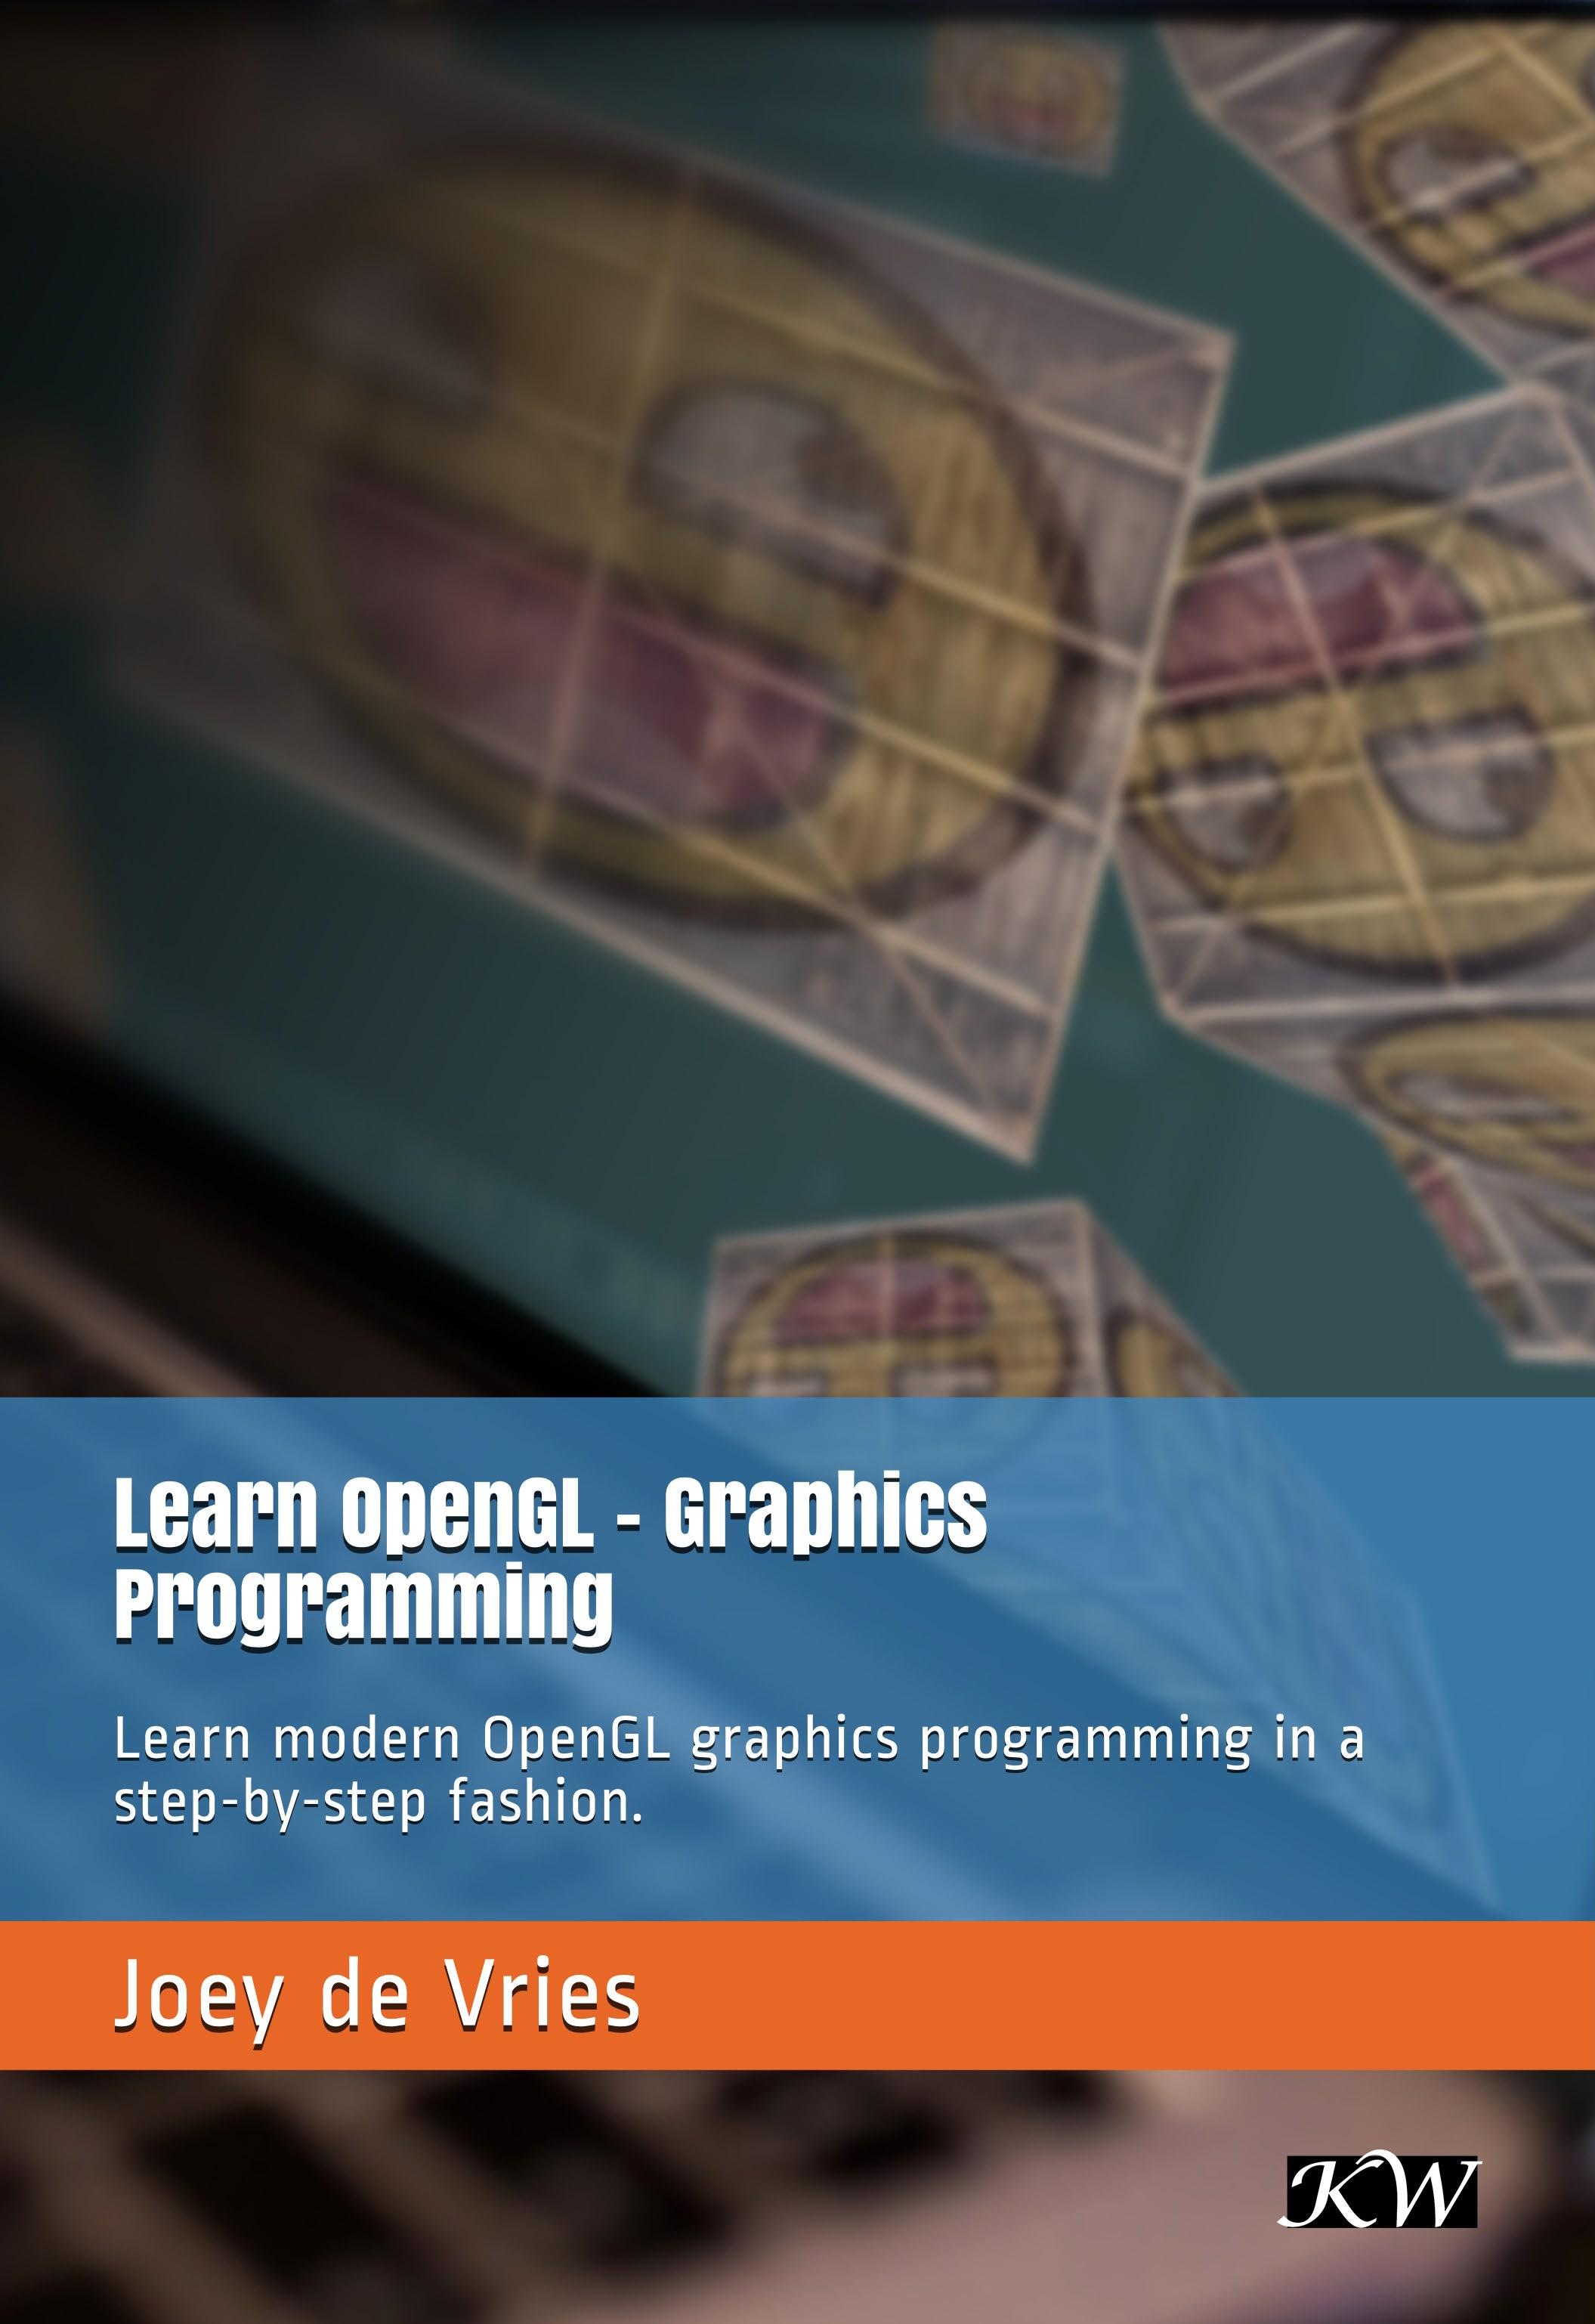 Learn OpenGL - Graphics
Programming
Learn modern OpenGL graphics programming in a
step-by-step fashion.
Joey de Vries
KW